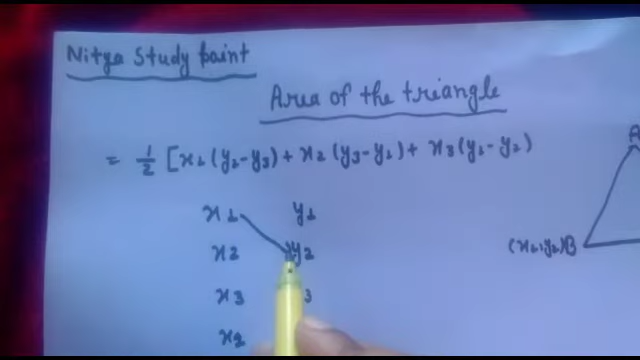 Nitya Study point
Area of the triangle
= 1/2 [x₁(y₂-y₃)+x₂(y₃-y₁)+x₃(y₁-y₂)
A
x₁ y₁
x₂ y₂
(x₂,y₂)B
x₃ 3
x₂